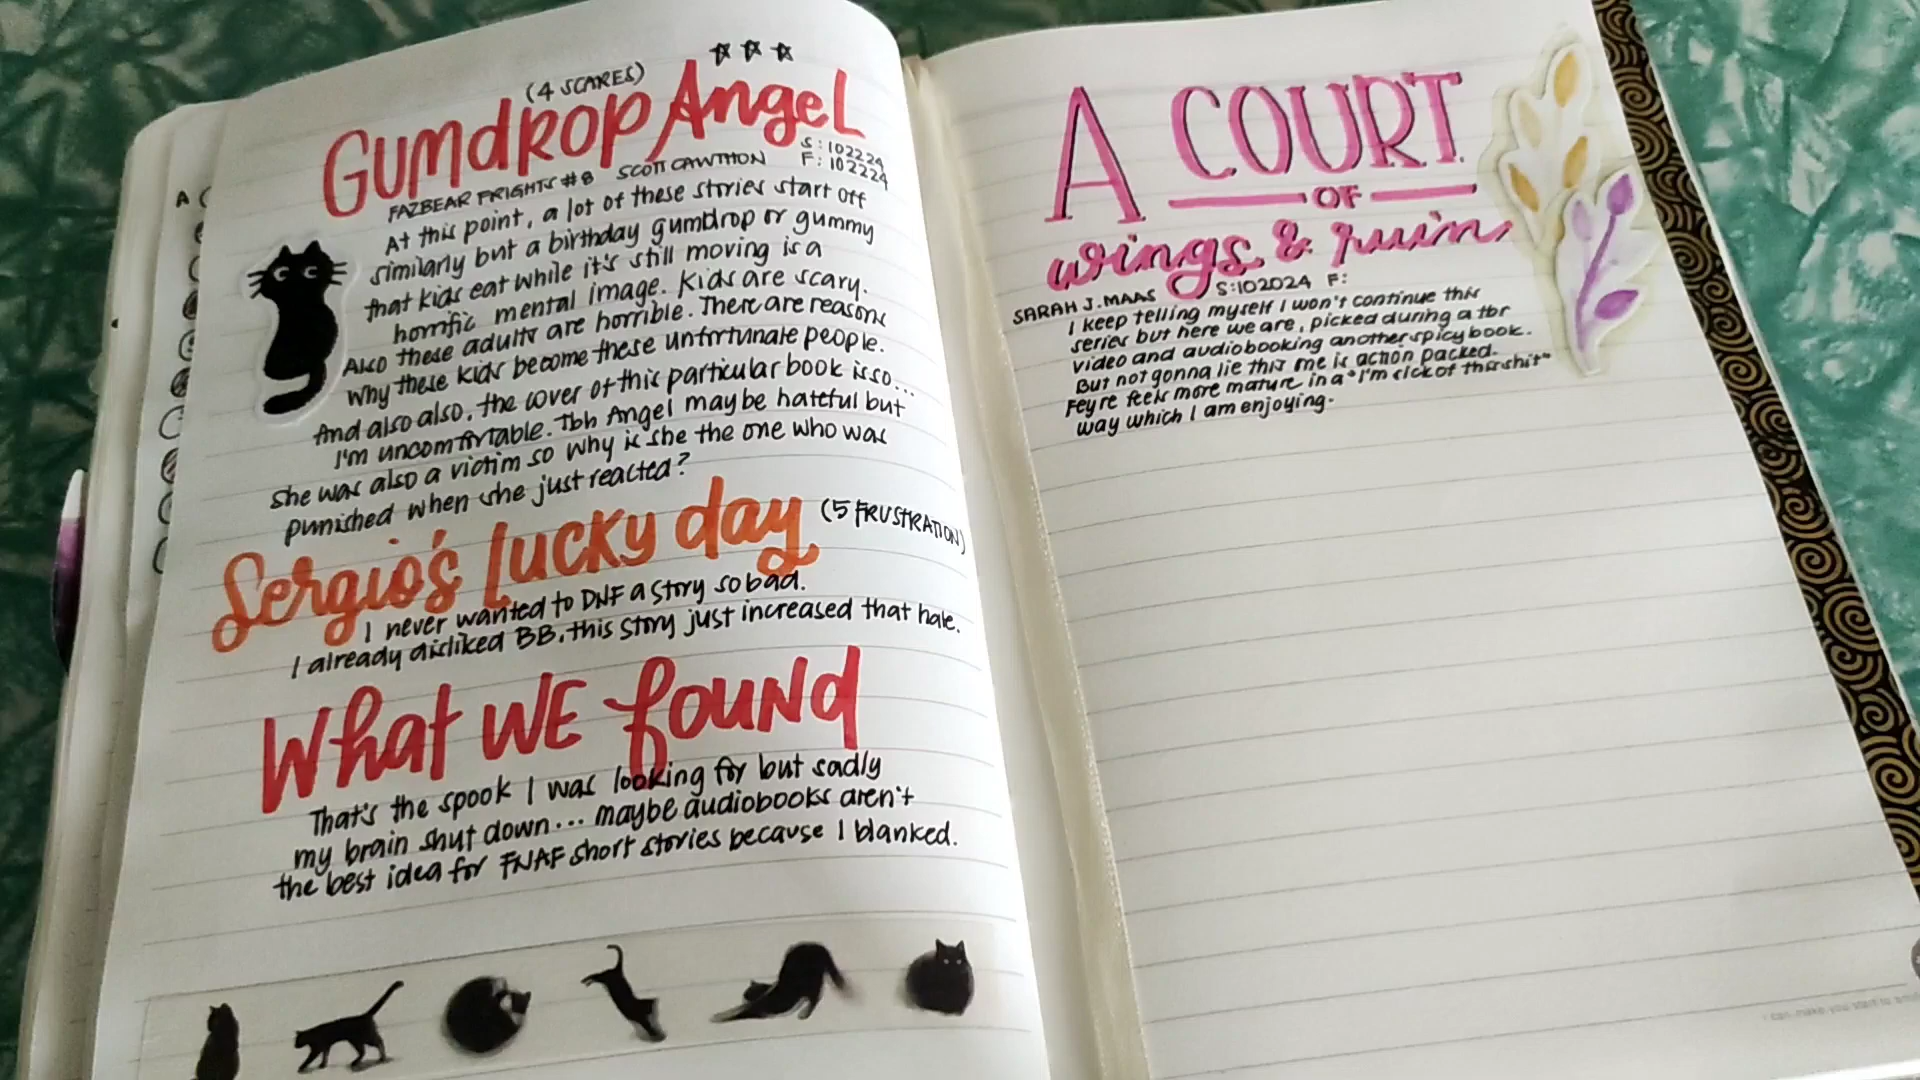 (4 SCARES)
GUMDROP ANGEL
FAZBEAR FRIGHTS #8 SCOTT CAWTHON
S: 102224
F: 102224
At this point, a lot of these stories start off
similarly but a birthday gumdrop or gummy
that kids eat while it's still moving is a
horrific mental image. Kids are scary.
Also these adults are horrible. There are reasons
why these kids become these unfortunate people.
And also also, the cover of this particular book is so...
I'm uncomfortable. Tbh Angel may be hateful but
she was also a victim so why is she the one who was
punished when she just reacted?
Sergio's Lucky day (5 FRUSTRATION)
I never wanted to DNF a story so bad.
I already disliked BB, this story just increased that hate.
What WE found
That's the spook I was looking for but sadly
my brain shut down... maybe audiobooks aren't
the best idea for FNAF short stories because I blanked.
A COURT
OF
wings & ruin
SARAH J. MAAS S:102024 F:
I keep telling myself I won't continue this
series but here we are, picked during a tbr
video and audiobooking another spicy book.
But not gonna lie this one is action packed.
Feyre feels more mature in a "I'm sick of this shit"
way which I am enjoying.